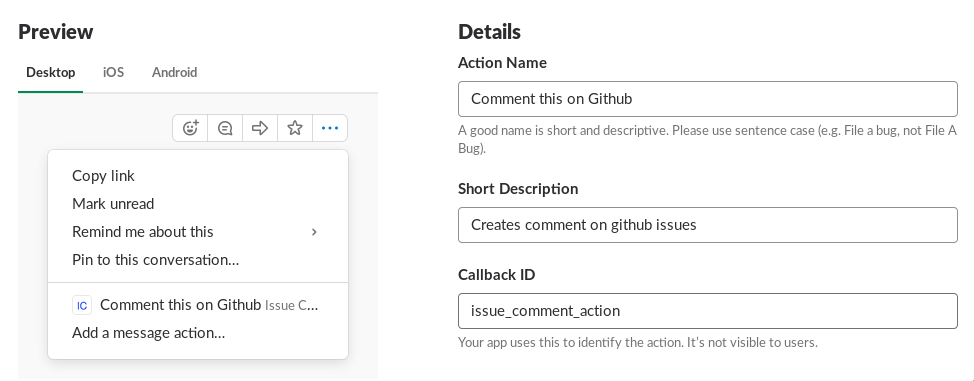 Preview
Desktop
iOS
Android
Copy link
Mark unread
Remind me about this
Pin to this conversation...
IC
Comment this on Github Issue C...
Add a message action...
Details
Action Name
Comment this on Github
A good name is short and descriptive. Please use sentence case (e.g. File a bug, not File A
Bug).
Short Description
Creates comment on github issues
Callback ID
issue_comment_action
Your app uses this to identify the action. It's not visible to users.